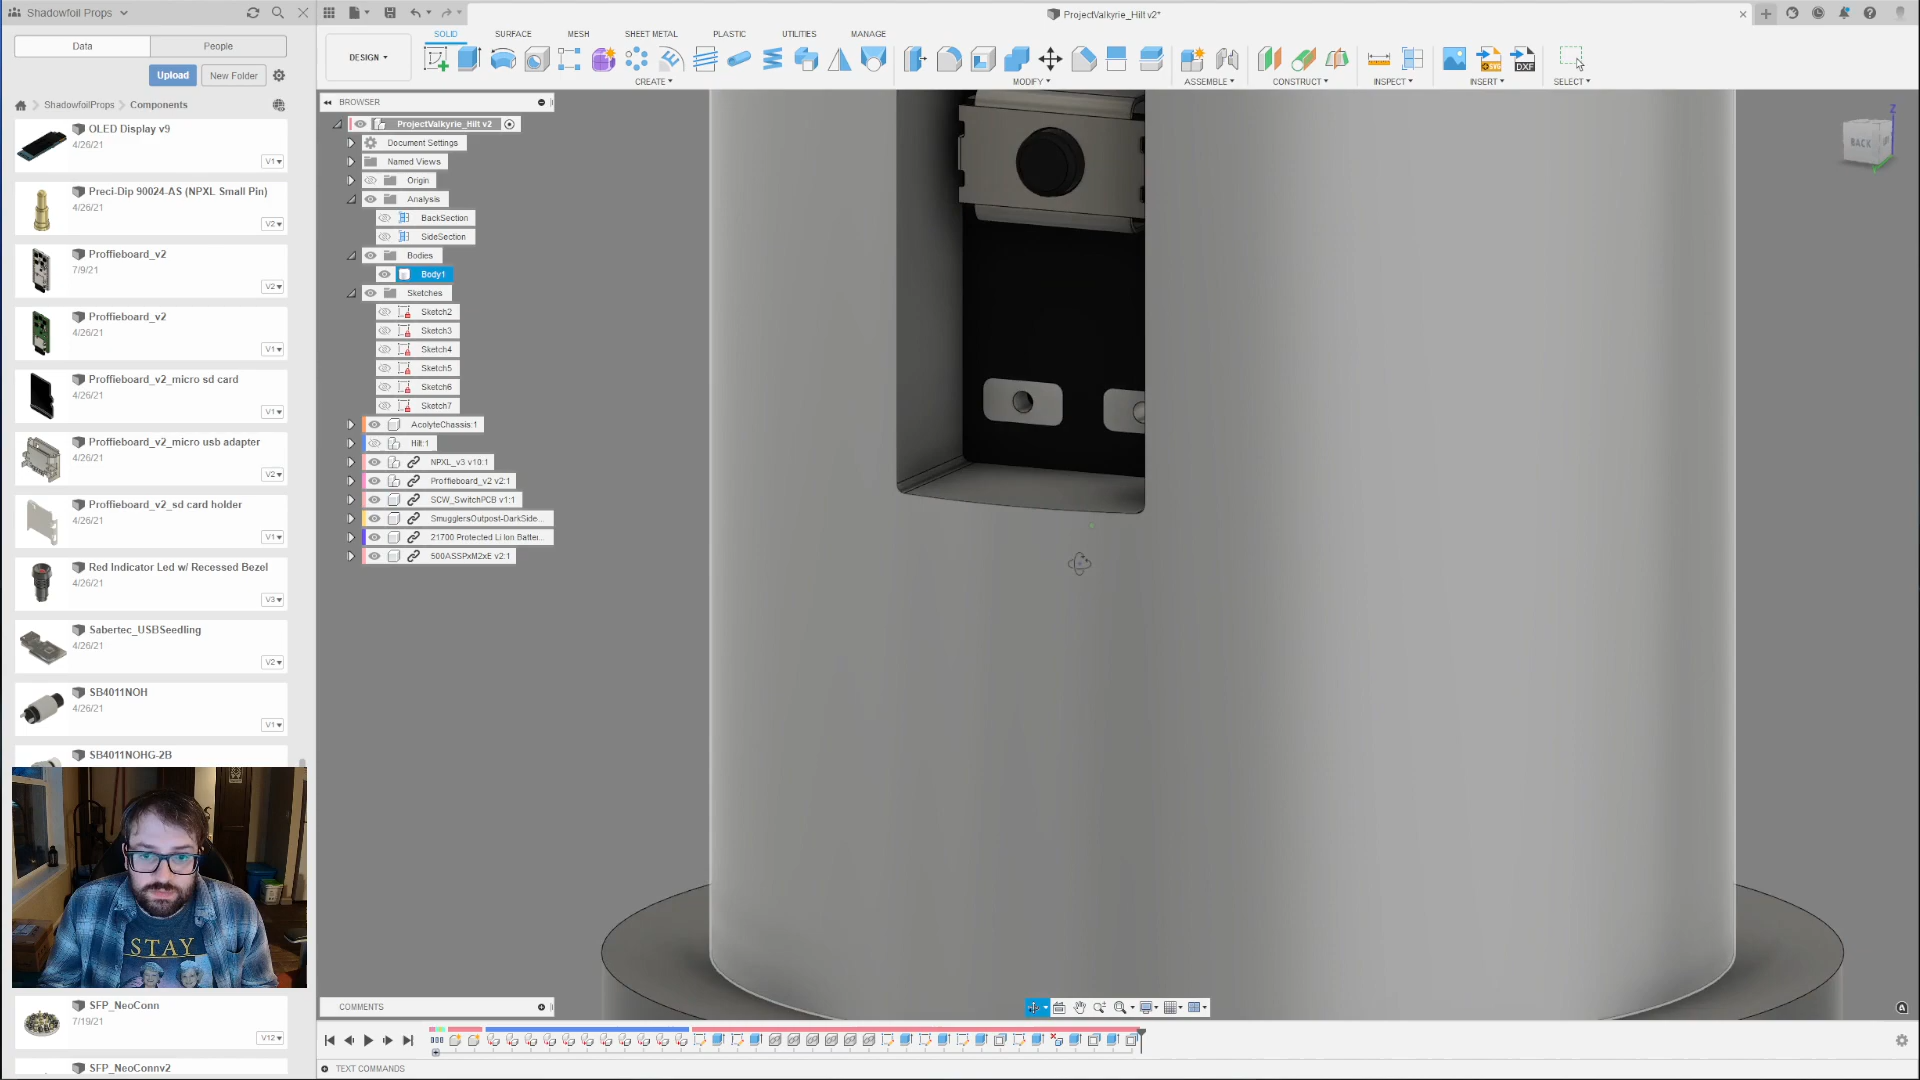 Shadowfoil Props
ProjectValkyrie_Hilt v2*
Data
People
Upload
New Folder
ShadowfoilProps
Components
OLED Display v9
4/26/21
V1
Preci-Dip 90024-AS (NPXL Small Pin)
4/26/21
V2
Proffieboard_v2
7/9/21
V2
Proffieboard_v2
4/26/21
V1
Proffieboard_v2_micro sd card
4/26/21
V1
Proffieboard_v2_micro usb adapter
4/26/21
V2
Proffieboard_v2_sd card holder
4/26/21
V1
Red Indicator Led w/ Recessed Bezel
4/26/21
V3
Sabertec_USBSeedling
4/26/21
V2
SB4011NOH
4/26/21
V1
SB4011NOHG-2B
STAY
SFP_NeoConn
7/19/21
V12
SFP_NeoConnv2
DESIGN
SOLID
SURFACE
MESH
SHEET METAL
PLASTIC
UTILITIES
MANAGE
CREATE
MODIFY
ASSEMBLE
CONSTRUCT
INSPECT
INSERT
SELECT
SVG
DXF
BROWSER
ProjectValkyrie_Hilt v2
Document Settings
Named Views
Origin
Analysis
BackSection
SideSection
Bodies
Body1
Sketches
Sketch2
Sketch3
Sketch4
Sketch5
Sketch6
Sketch7
AcolyteChassis:1
Hilt:1
NPXL_v3 v10:1
Proffieboard_v2 v2:1
SCW_SwitchPCB v1:1
SmugglersOutpost-DarkSide...
21700 Protected Li Ion Batter...
500ASSPxM2xE v2:1
Z
BACK
COMMENTS
TEXT COMMANDS